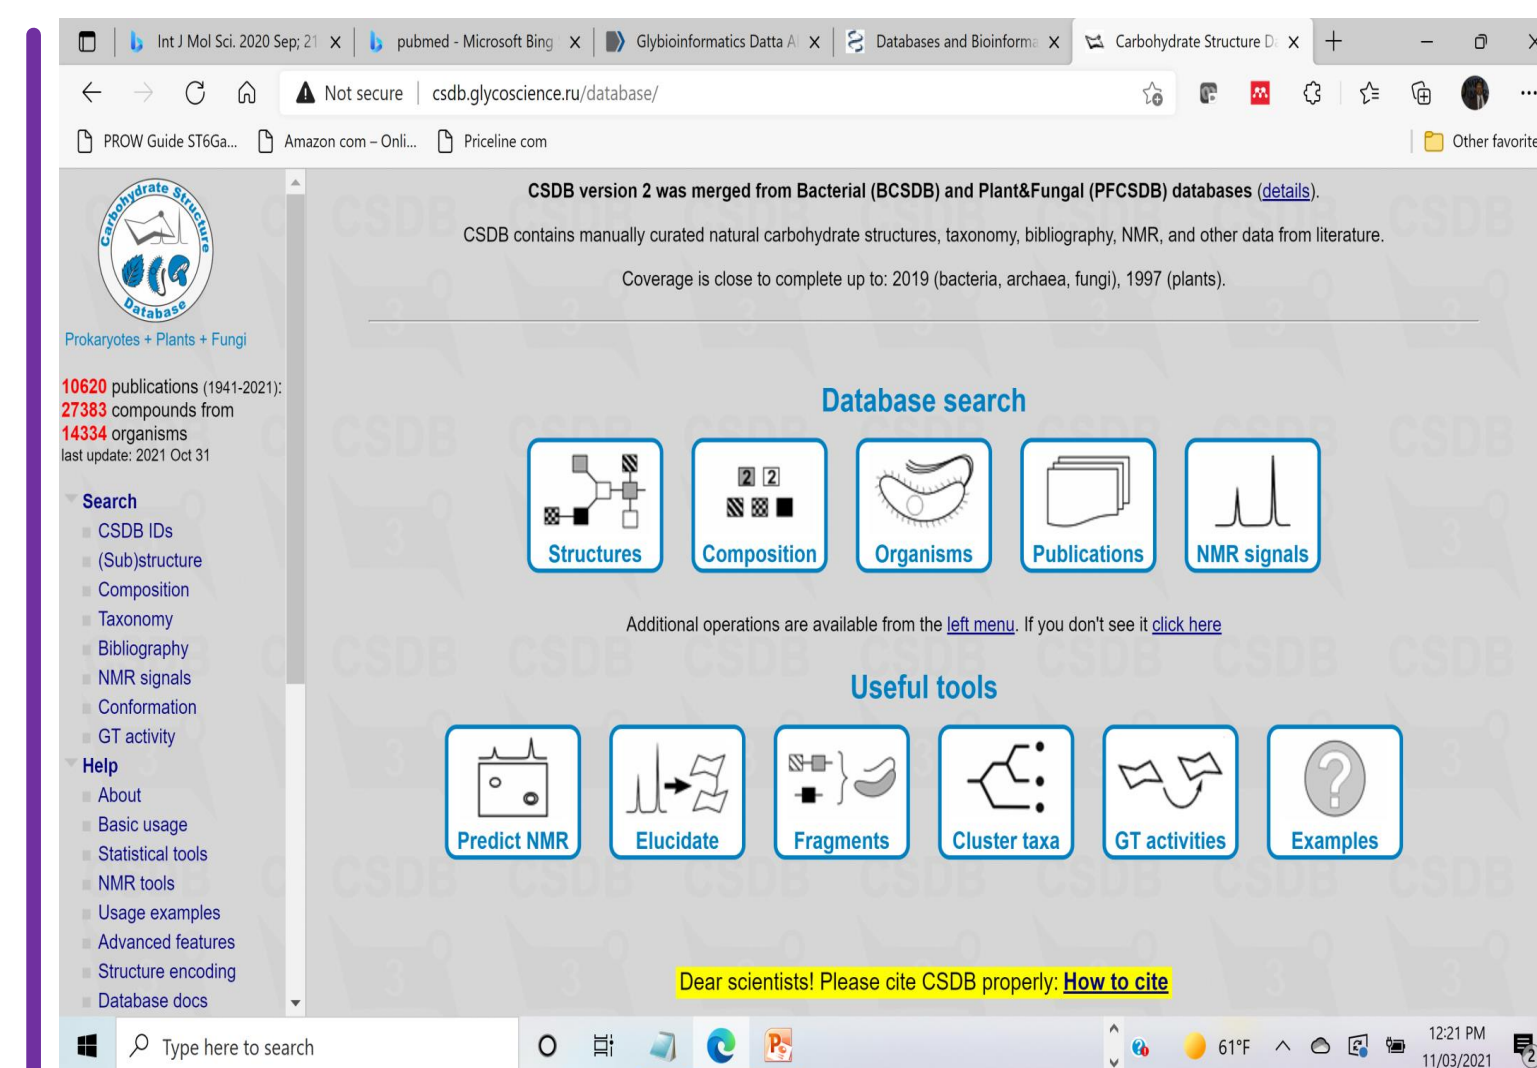 Int J Mol Sci. 2020 Sep; 21
pubmed - Microsoft Bing
Glybioinformatics Datta A
Databases and Bioinforma
Carbohydrate Structure Da
Not secure | csdb.glycoscience.ru/database/
PROW Guide ST6Ga...
Amazon com – Onli...
Priceline com
Other favorite
Carbohydrate Structure
Database
Prokaryotes + Plants + Fungi
10620 publications (1941-2021):
27383 compounds from
14334 organisms
last update: 2021 Oct 31
Search
CSDB IDs
(Sub)structure
Composition
Taxonomy
Bibliography
NMR signals
Conformation
GT activity
Help
About
Basic usage
Statistical tools
NMR tools
Usage examples
Advanced features
Structure encoding
Database docs
CSDB version 2 was merged from Bacterial (BCSDB) and Plant&Fungal (PFCSDB) databases (details).
CSDB contains manually curated natural carbohydrate structures, taxonomy, bibliography, NMR, and other data from literature.
Coverage is close to complete up to: 2019 (bacteria, archaea, fungi), 1997 (plants).
Database search
2 2
Structures
Composition
Organisms
Publications
NMR signals
Additional operations are available from the left menu. If you don't see it click here
Useful tools
Predict NMR
Elucidate
Fragments
Cluster taxa
GT activities
?
Examples
Dear scientists! Please cite CSDB properly: How to cite
Type here to search
61°F
12:21 PM
11/03/2021
2